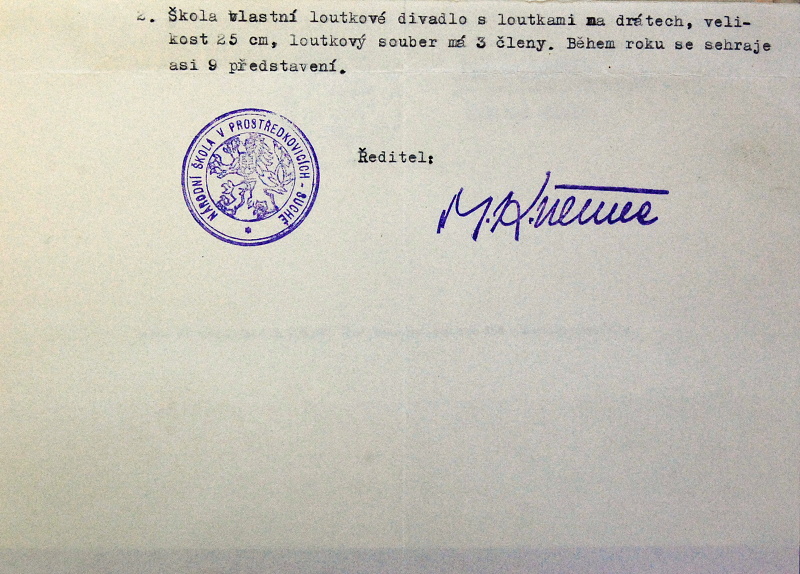 2. Škola vlastní loutkové divadlo s loutkami na drátech, veli-
kost 25 cm, loutkový souber má 3 členy. Během roku se sehraje
asi 9 představení.
NÁRODNÍ ŠKOLA V PROSTŘEDKOVICÍCH - SUCHÉ
Ředitel: